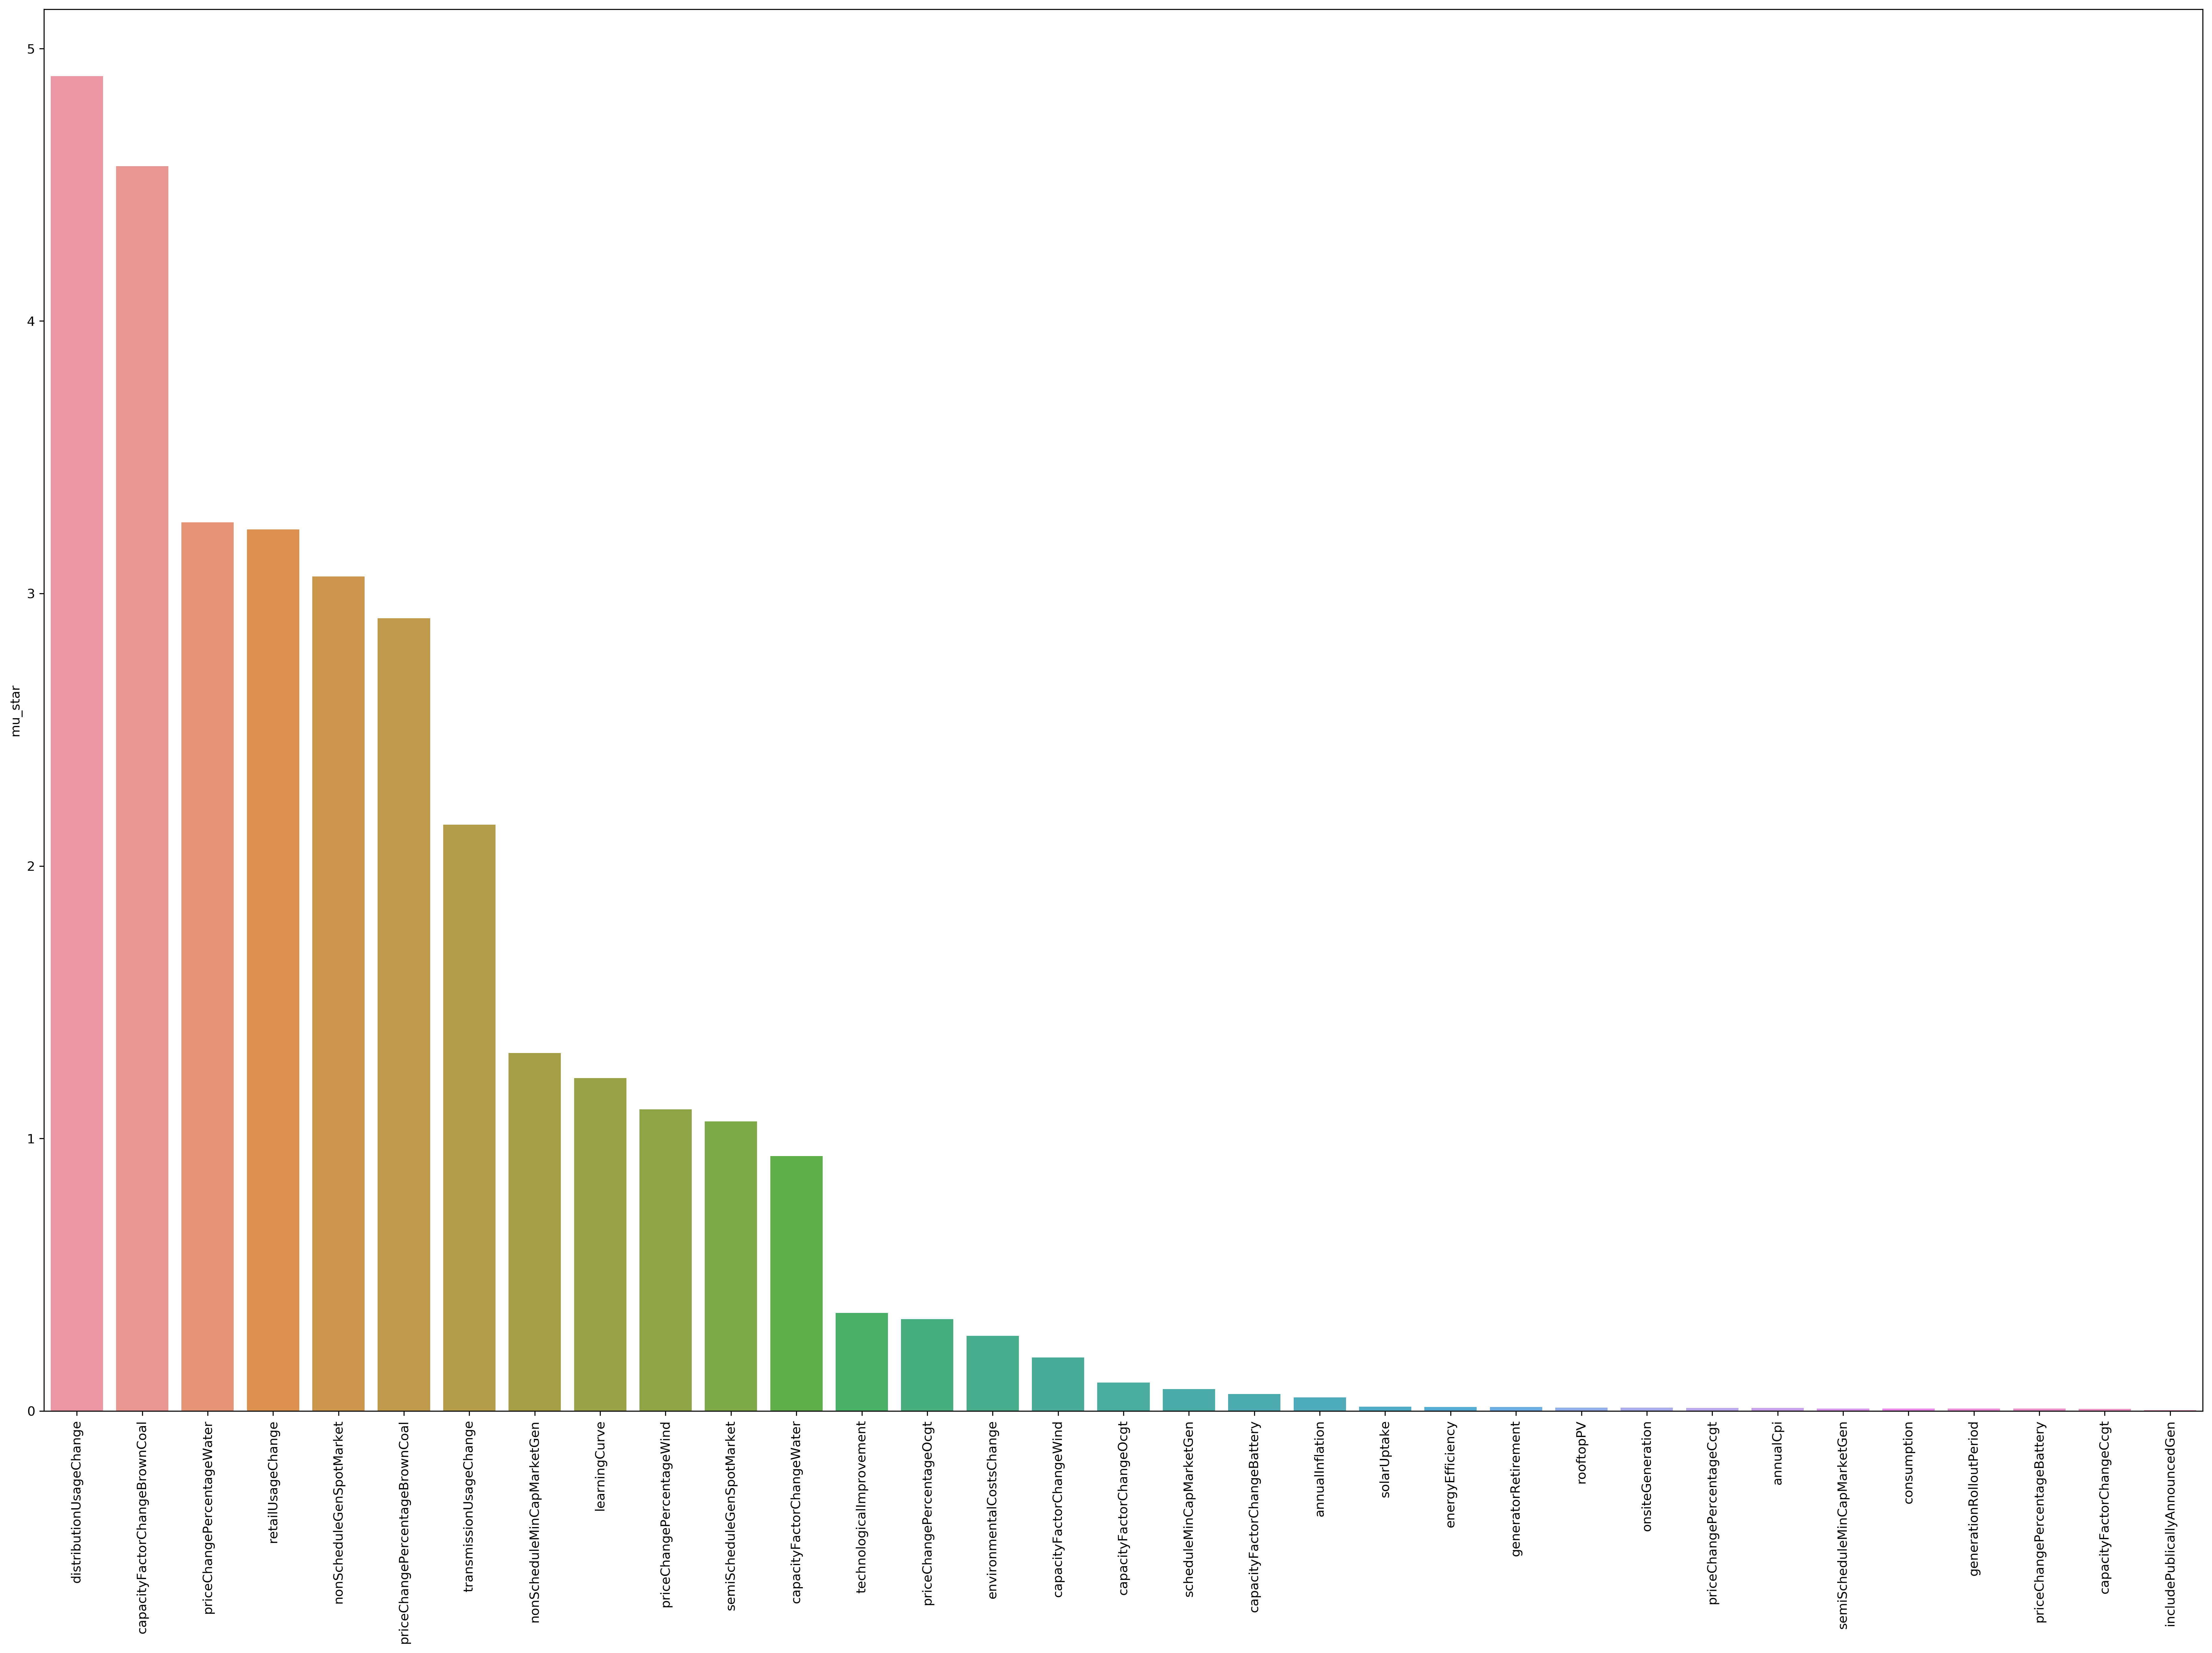 5
4
3
2
1
0
mu_star
distributionUsageChange
capacityFactorChangeBrownCoal
priceChangePercentageWater
retailUsageChange
nonScheduleGenSpotMarket
priceChangePercentageBrownCoal
transmissionUsageChange
nonScheduleMinCapMarketGen
learningCurve
priceChangePercentageWind
semiScheduleGenSpotMarket
capacityFactorChangeWater
technologicalImprovement
priceChangePercentageOcgt
environmentalCostsChange
capacityFactorChangeWind
capacityFactorChangeOcgt
scheduleMinCapMarketGen
capacityFactorChangeBattery
annualInflation
solarUptake
energyEfficiency
generatorRetirement
rooftopPV
onsiteGeneration
priceChangePercentageCcgt
annualCpi
semiScheduleMinCapMarketGen
consumption
generationRolloutPeriod
priceChangePercentageBattery
capacityFactorChangeCcgt
includePublicallyAnnouncedGen